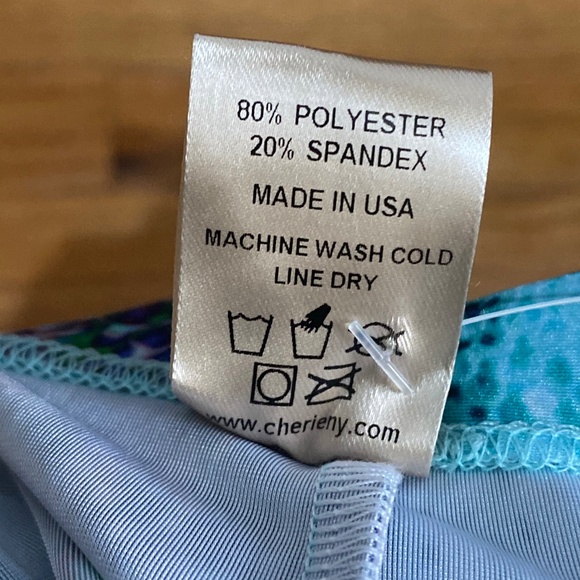 80% POLYESTER
20% SPANDEX
MADE IN USA
MACHINE WASH COLD
LINE DRY
www.cherieny.com